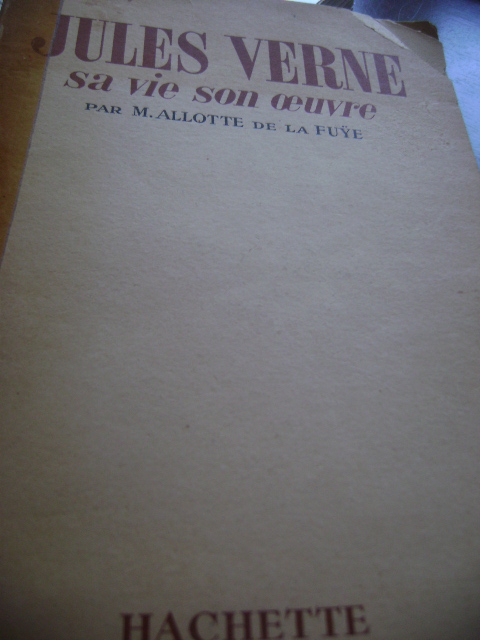 JULES VERNE
sa vie son œuvre
PAR M. ALLOTTE DE LA FUŸE
HACHETTE